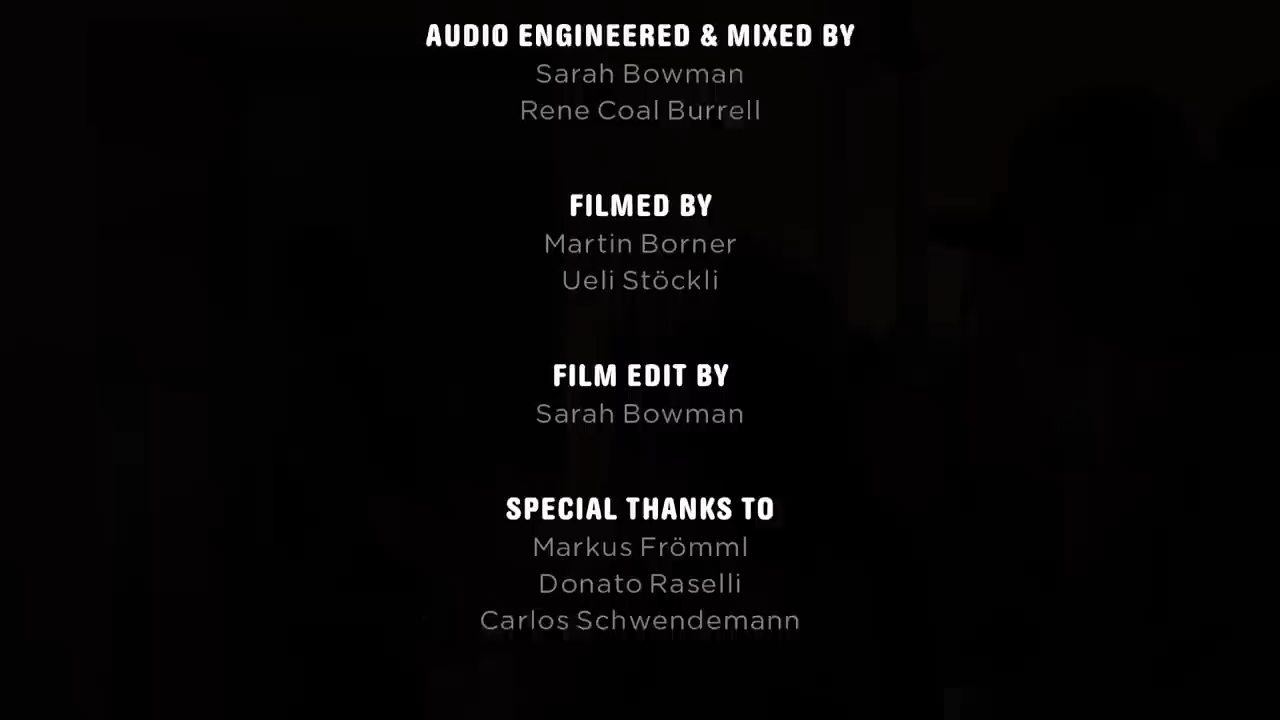 AUDIO ENGINEERED & MIXED BY
Sarah Bowman
Rene Coal Burrell
FILMED BY
Martin Borner
Ueli Stöckli
FILM EDIT BY
Sarah Bowman
SPECIAL THANKS TO
Markus Frömml
Donato Raselli
Carlos Schwendemann